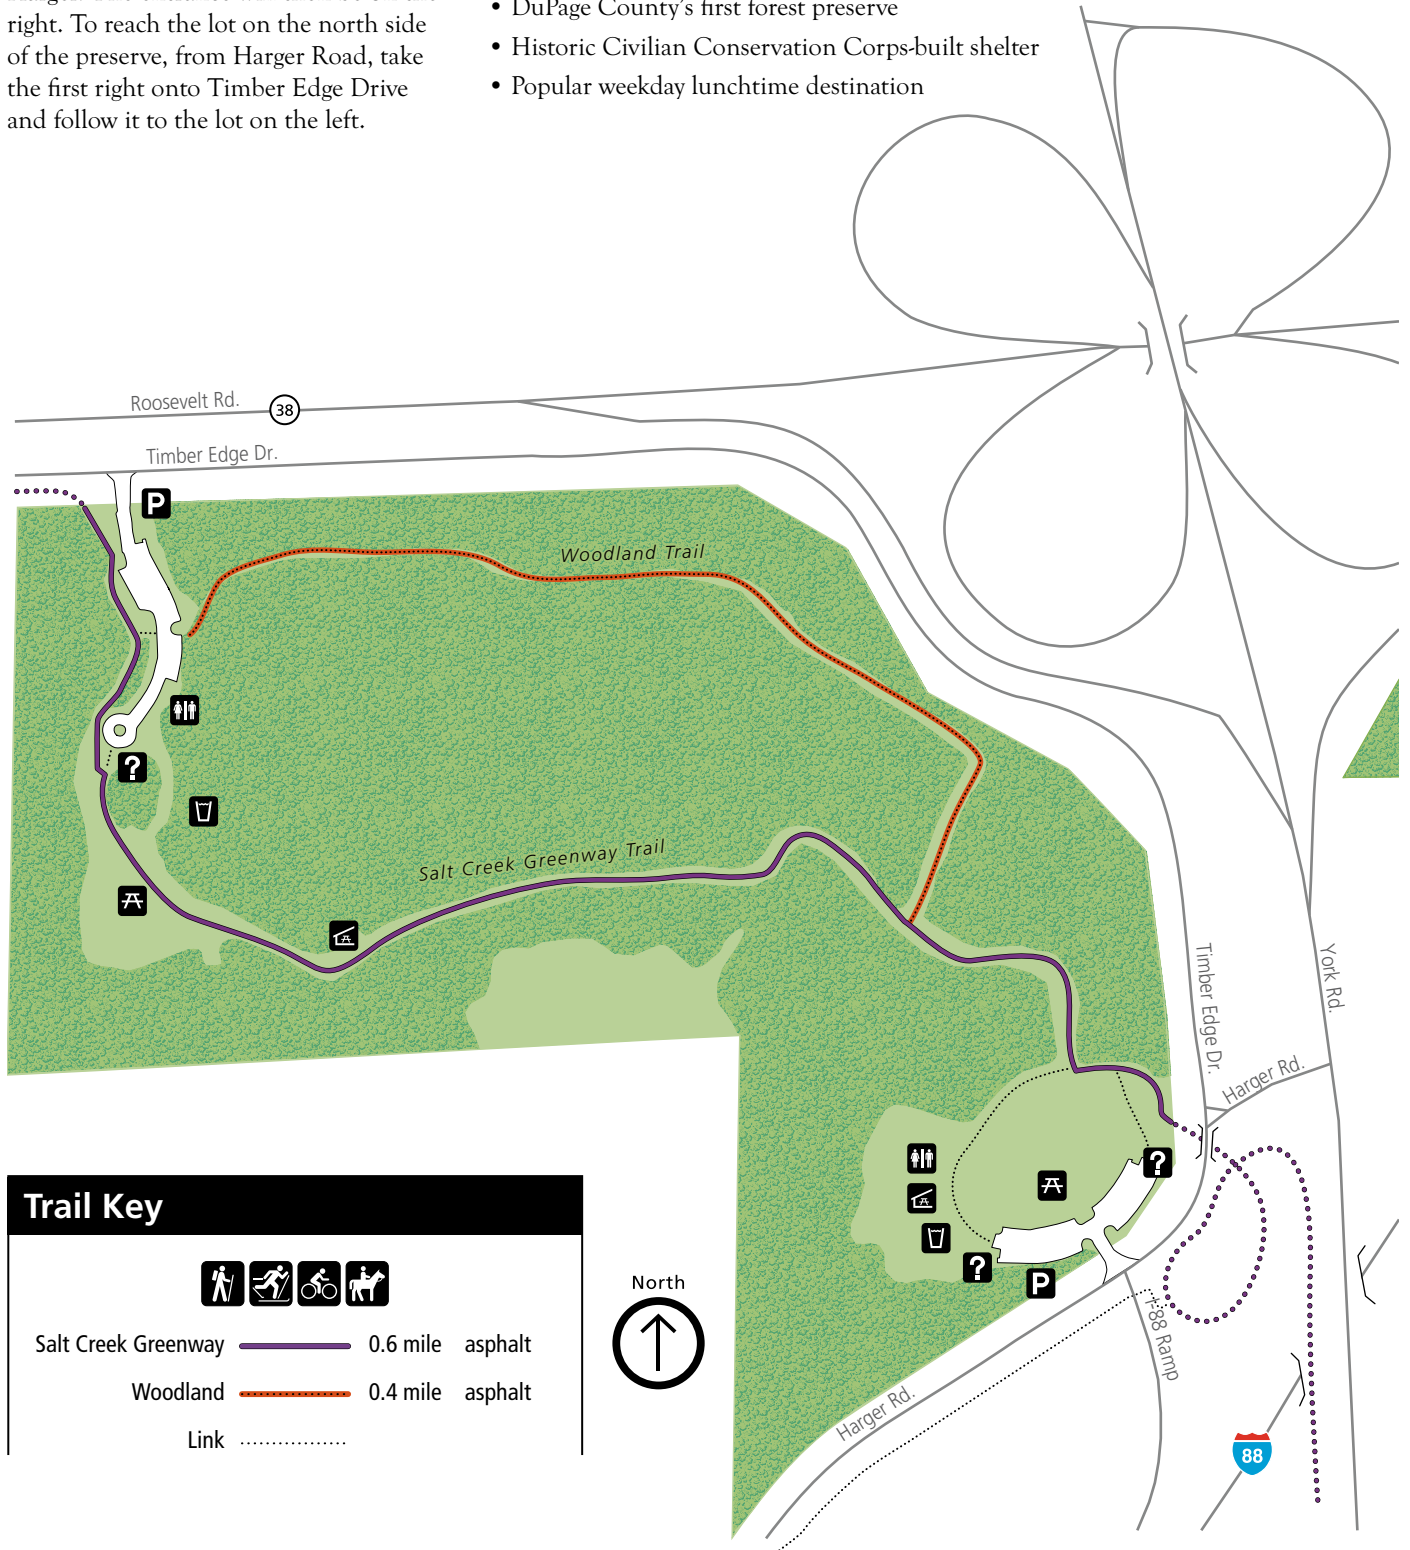 right. To reach the lot on the north side
of the preserve, from Harger Road, take
the first right onto Timber Edge Drive
and follow it to the lot on the left.
• DuPage County's first forest preserve
• Historic Civilian Conservation Corps-built shelter
• Popular weekday lunchtime destination
Roosevelt Rd.
38
Timber Edge Dr.
P
Woodland Trail
?
Salt Creek Greenway Trail
Timber Edge Dr.
York Rd.
Harger Rd.
?
?
P
I-88 Ramp
Harger Rd.
88
Trail Key
Salt Creek Greenway 0.6 mile asphalt
Woodland 0.4 mile asphalt
Link
North